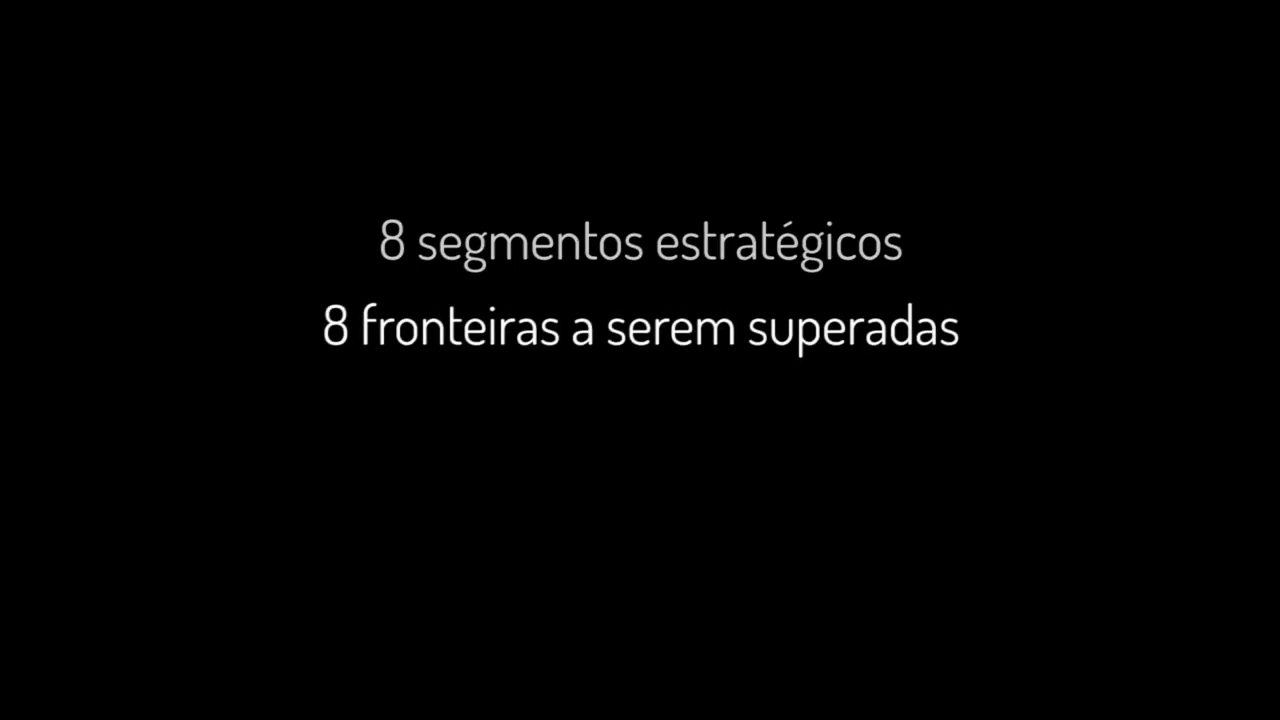 8 segmentos estratégicos
8 fronteiras a serem superadas